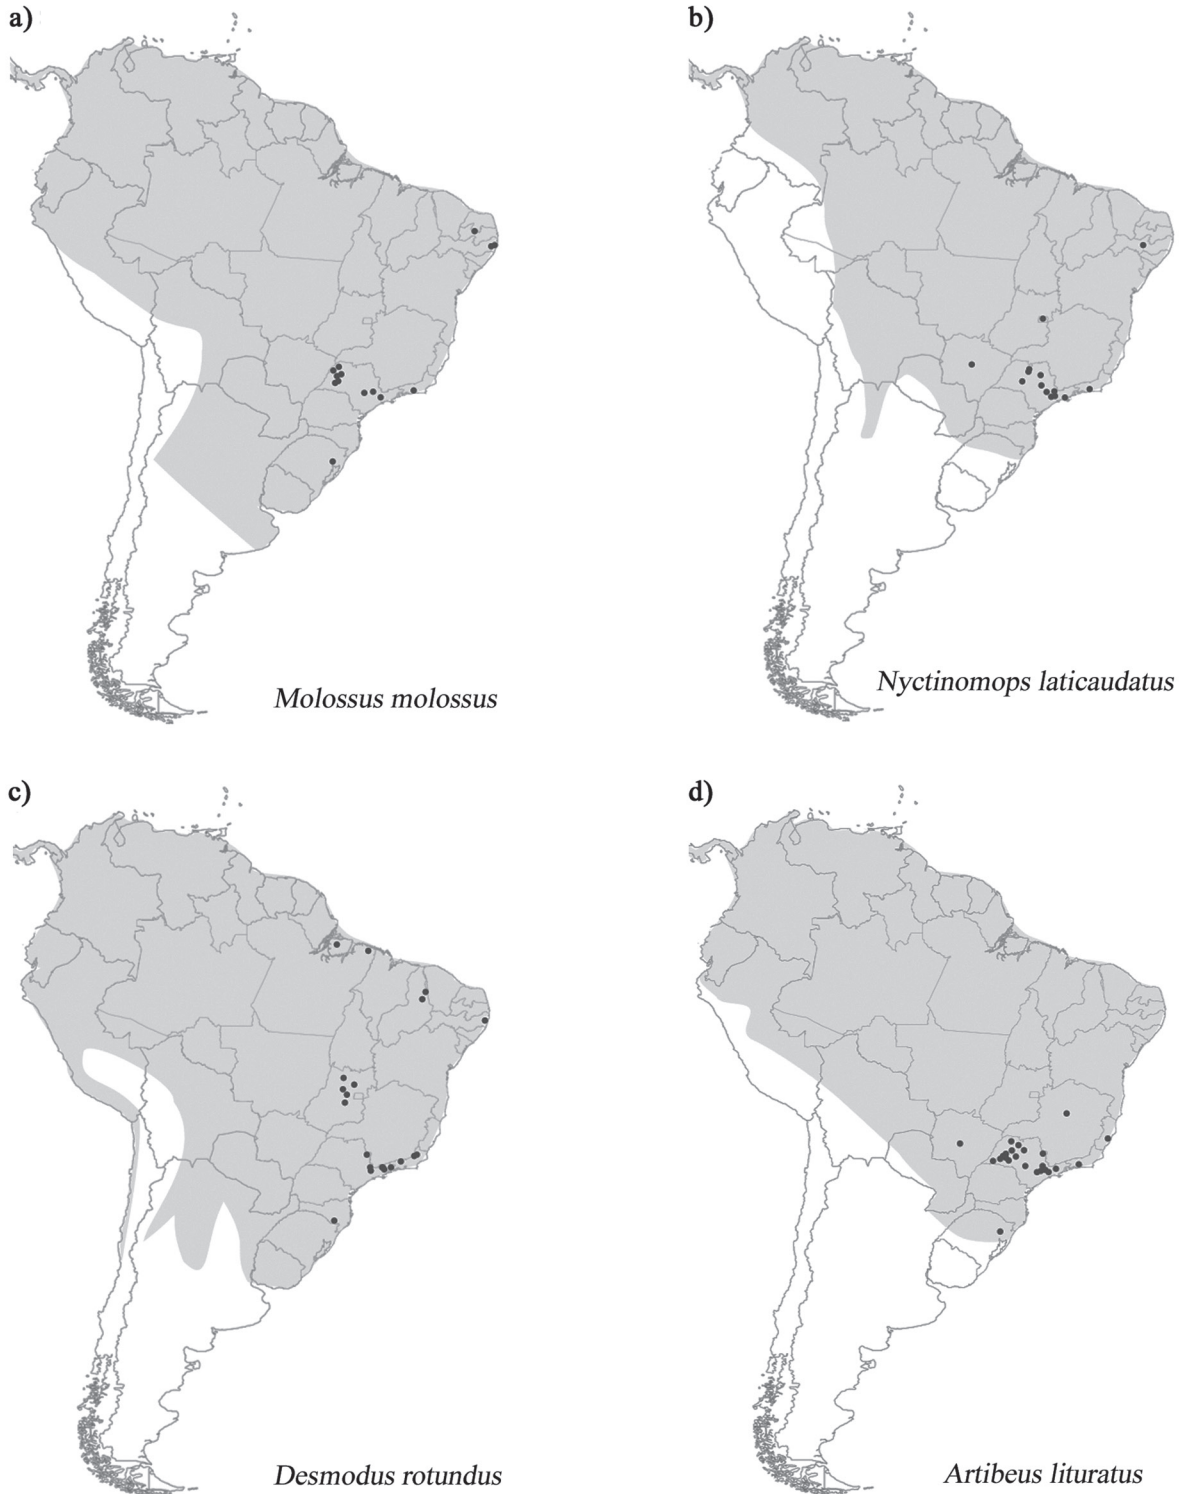 a)
b)
Molossus molossus
Nyctinomops laticaudatus
c)
d)
Desmodus rotundus
Artibeus lituratus